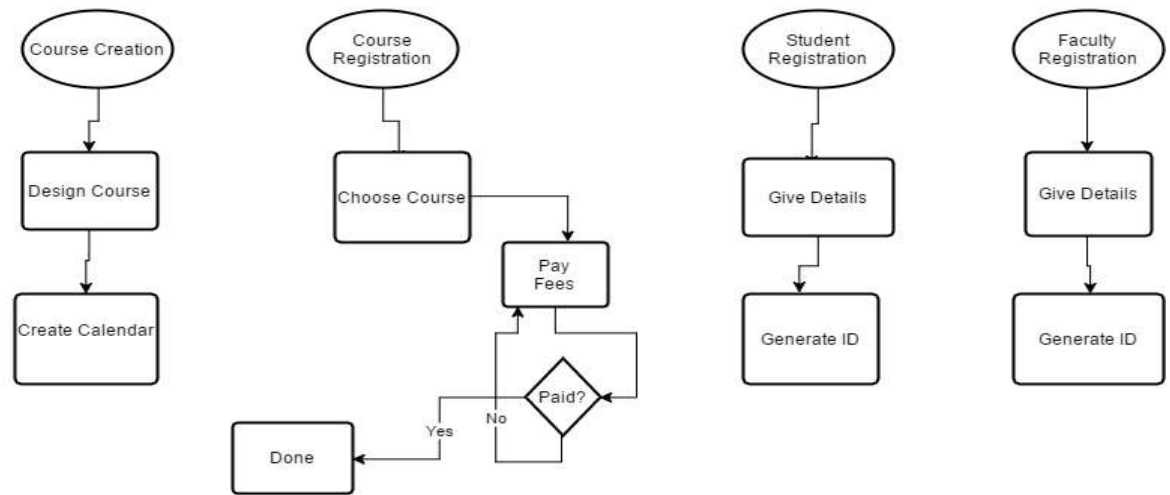 Course Creation
Course
Registration
Student
Registration
Faculty
Registration
Design Course
Choose Course
Give Details
Give Details
Pay
Fees
Create Calendar
Generate ID
Generate ID
Paid?
No
Yes
Done